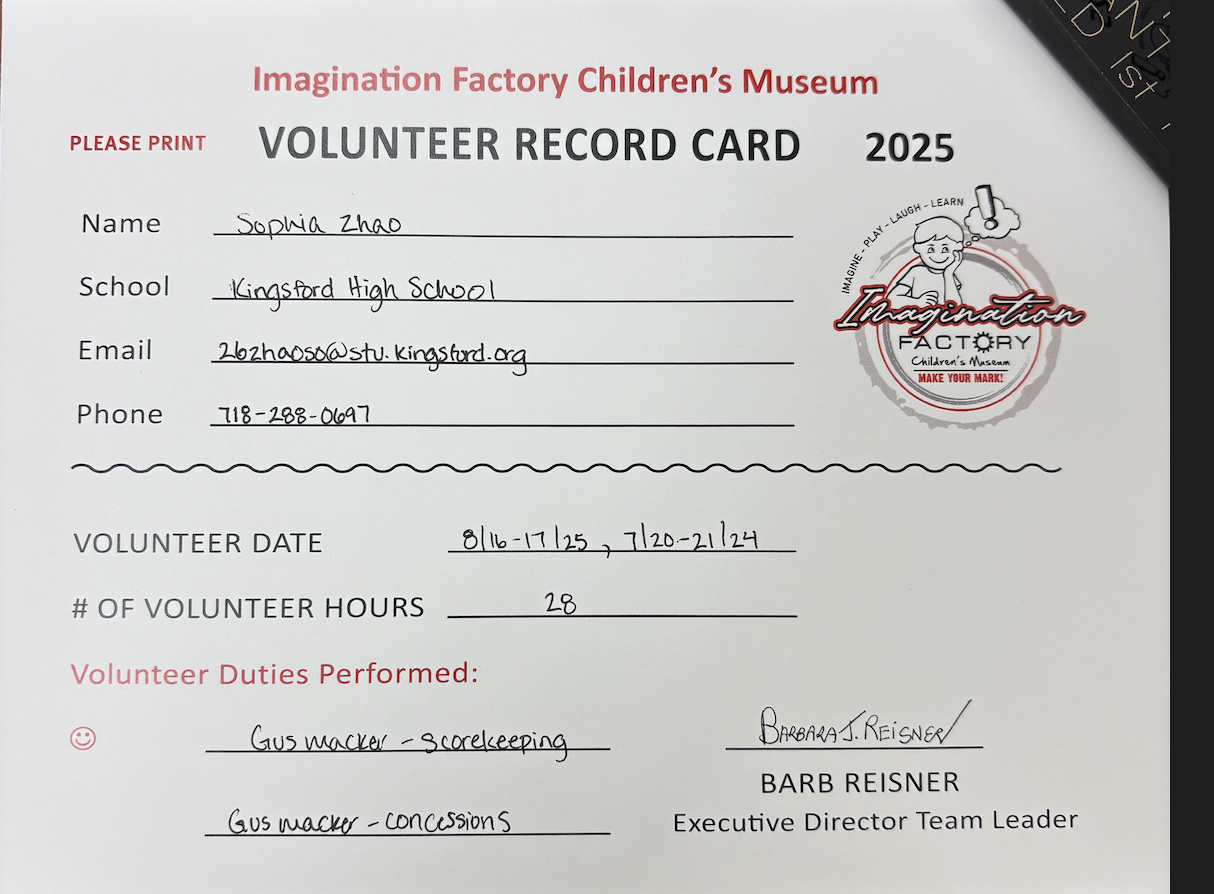 Imagination Factory Children's Museum
PLEASE PRINT VOLUNTEER RECORD CARD 2025
Name Sophia Zhao
School Kingsford High School
Email 26zhaoso@stu.kingsford.org
Phone 718-288-0697
IMAGINE - PLAY - LAUGH - LEARN
!
Imagination
FACTORY
Children's Museum
MAKE YOUR MARK!
VOLUNTEER DATE 8/16-17/25, 7/20-21/24
# OF VOLUNTEER HOURS 28
Volunteer Duties Performed:
Gus macker - scorekeeping
Gus macker - concessions
BARBARA J. REISNER
BARB REISNER
Executive Director Team Leader
1st